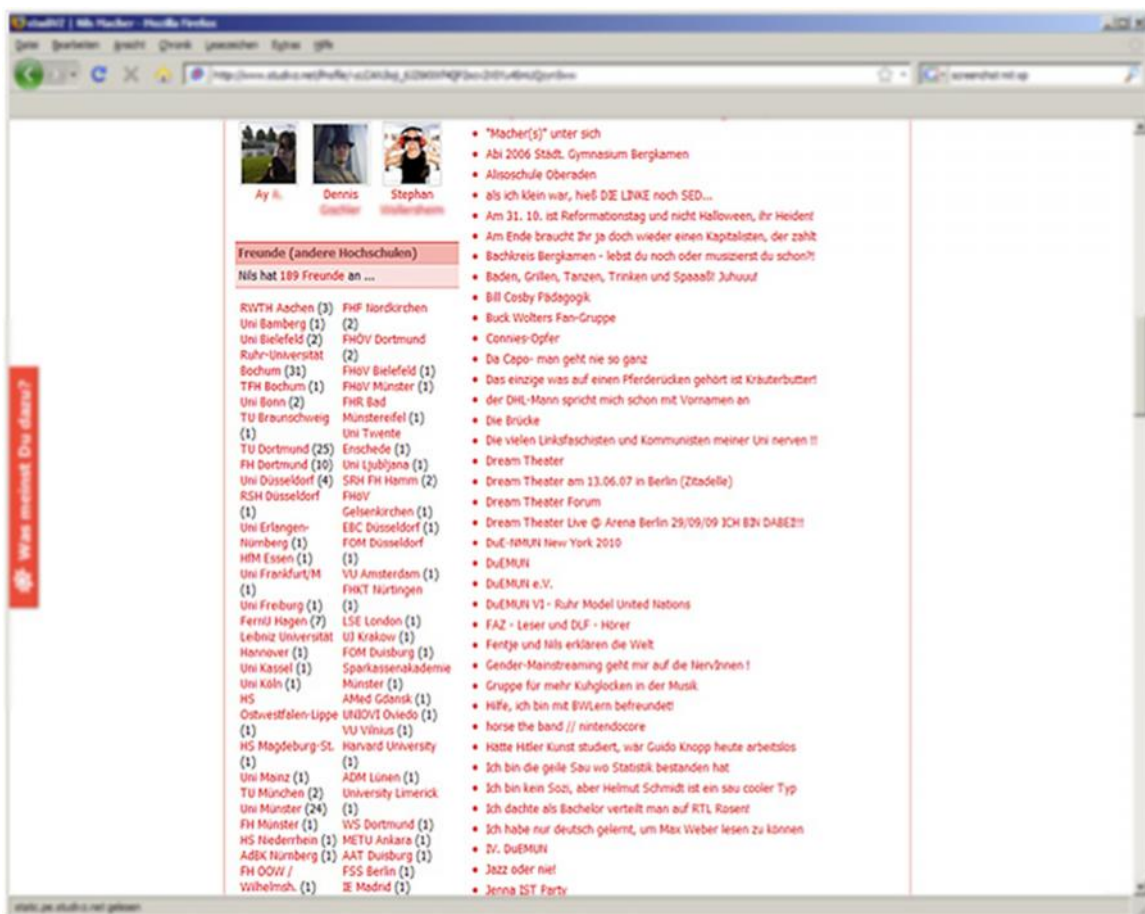 studiVZ | Nils Macher - Mozilla Firefox
Datei Bearbeiten Ansicht Chronik Lesezeichen Extras Hilfe
Ay
Dennis
Stephan
Freunde (andere Hochschulen)
Nils hat 189 Freunde an ...
RWTH Aachen (3)
Uni Bamberg (1)
Uni Bielefeld (2)
Ruhr-Universität
Bochum (31)
TFH Bochum (1)
Uni Bonn (2)
TU Braunschweig
(1)
TU Dortmund (25)
FH Dortmund (10)
Uni Düsseldorf (4)
RSH Düsseldorf
(1)
Uni Erlangen-
Nürnberg (1)
HfM Essen (1)
Uni Frankfurt/M
(1)
Uni Freiburg (1)
FernU Hagen (7)
Leibniz Universität
Hannover (1)
Uni Kassel (1)
Uni Köln (1)
HS
Ostwestfalen-Lippe
(1)
HS Magdeburg-St.
(1)
Uni Mainz (1)
TU München (2)
Uni Münster (24)
FH Münster (1)
HS Niederrhein (1)
AdBK Nürnberg (1)
FH OOW /
Wilhelmsh. (1)
FHF Nordkirchen
(2)
FHÖV Dortmund
(2)
FHöV Bielefeld (1)
FHöV Münster (1)
FHR Bad
Münstereifel (1)
Uni Twente
Enschede (1)
Uni Ljubljana (1)
SRH FH Hamm (2)
FHöV
Gelsenkirchen (1)
EBC Düsseldorf (1)
FOM Düsseldorf
(1)
VU Amsterdam (1)
FHKT Nürtingen
(1)
LSE London (1)
UJ Krakow (1)
FOM Duisburg (1)
Sparkassenakademie
Münster (1)
AMed Gdansk (1)
UNIOVI Oviedo (1)
VU Vilnius (1)
Harvard University
(1)
ADM Lünen (1)
University Limerick
(1)
WS Dortmund (1)
METU Ankara (1)
AAT Duisburg (1)
FSS Berlin (1)
IE Madrid (1)
"Macher(s)" unter sich
Abi 2006 Städt. Gymnasium Bergkamen
Alisoschule Oberaden
als ich klein war, hieß DIE LINKE noch SED...
Am 31. 10. ist Reformationstag und nicht Halloween, ihr Heiden!
Am Ende braucht Ihr ja doch wieder einen Kapitalisten, der zahlt
Bachkreis Bergkamen - lebst du noch oder musizierst du schon?!
Baden, Grillen, Tanzen, Trinken und Spaaaß! Juhuuu!
Bill Cosby Pädagogik
Buck Wolters Fan-Gruppe
Connies-Opfer
Da Capo- man geht nie so ganz
Das einzige was auf einen Pferderücken gehört ist Kräuterbutter!
der DHL-Mann spricht mich schon mit Vornamen an
Die Brücke
Die vielen Linksfaschisten und Kommunisten meiner Uni nerven !!!
Dream Theater
Dream Theater am 13.06.07 in Berlin (Zitadelle)
Dream Theater Forum
Dream Theater Live @ Arena Berlin 29/09/09 ICH BIN DABEI!!!
DuE-NMUN New York 2010
DuEMUN
DuEMUN e.V.
DuEMUN VI - Ruhr Model United Nations
FAZ - Leser und DLF - Hörer
Fentje und Nils erklären die Welt
Gender-Mainstreaming geht mir auf die NervInnen !
Gruppe für mehr Kuhglocken in der Musik
Hilfe, ich bin mit BWLern befreundet!
horse the band // nintendocore
Hätte Hitler Kunst studiert, wär Guido Knopp heute arbeitslos
Ich bin die geile Sau wo Statistik bestanden hat
Ich bin kein Sozi, aber Helmut Schmidt ist ein sau cooler Typ
Ich dachte als Bachelor verteilt man auf RTL Rosen!
Ich habe nur deutsch gelernt, um Max Weber lesen zu können
IV. DuEMUN
Jazz oder nie!
Jenna IST Party
Was meinst Du dazu?